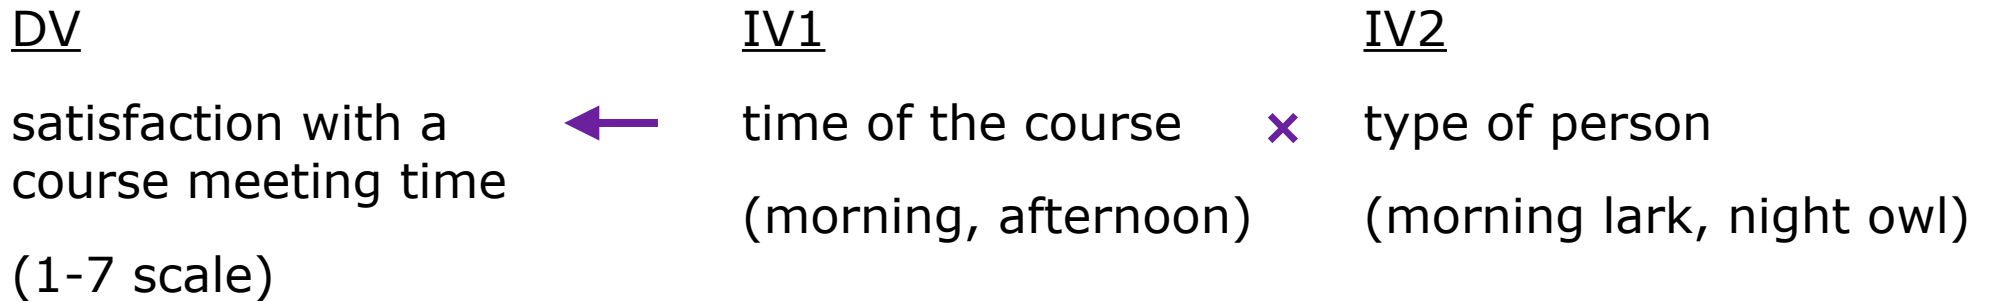 DV
satisfaction with a
course meeting time
(1-7 scale)
IV1
time of the course
(morning, afternoon)
×
IV2
type of person
(morning lark, night owl)